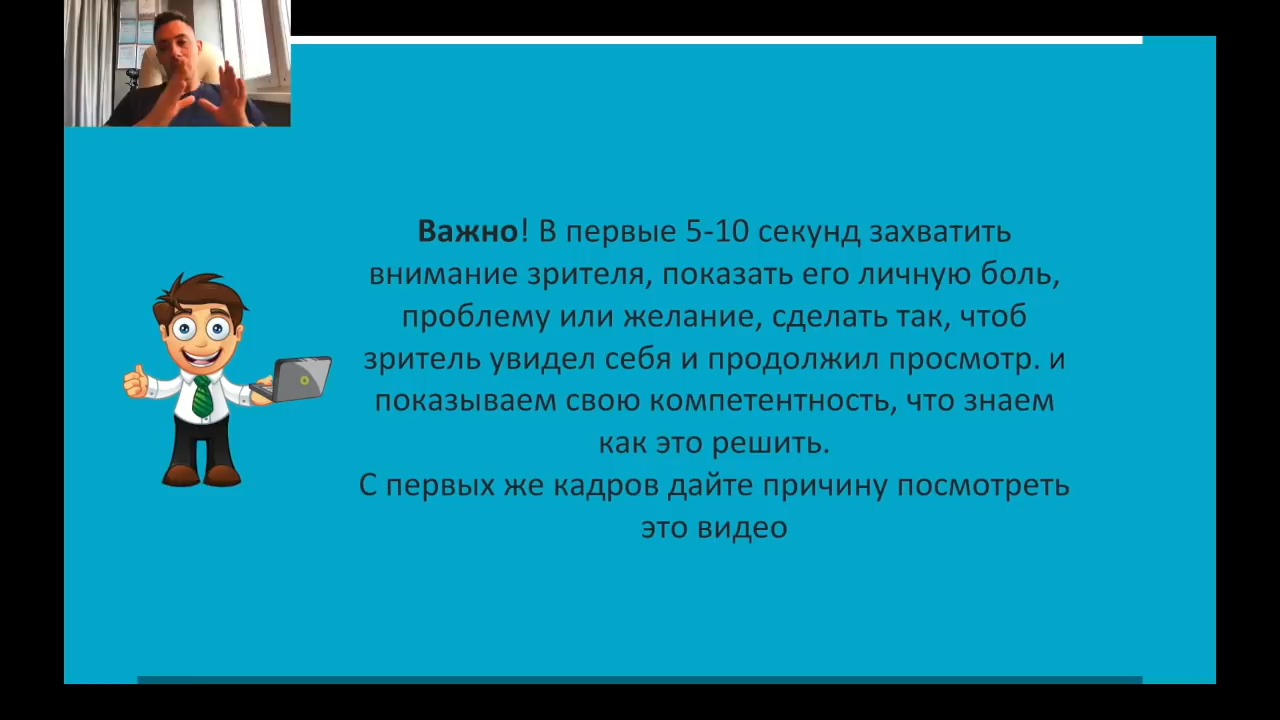 Важно! В первые 5-10 секунд захватить
внимание зрителя, показать его личную боль,
проблему или желание, сделать так, чтоб
зритель увидел себя и продолжил просмотр. и
показываем свою компетентность, что знаем
как это решить.
С первых же кадров дайте причину посмотреть
это видео